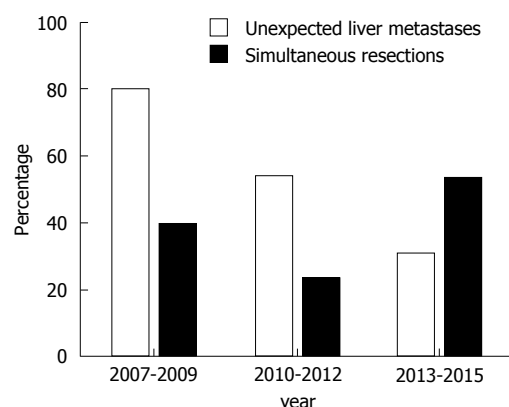 100
80
60
40
20
0
Percentage
Unexpected liver metastases
Simultaneous resections
2007-2009
2010-2012
2013-2015
year